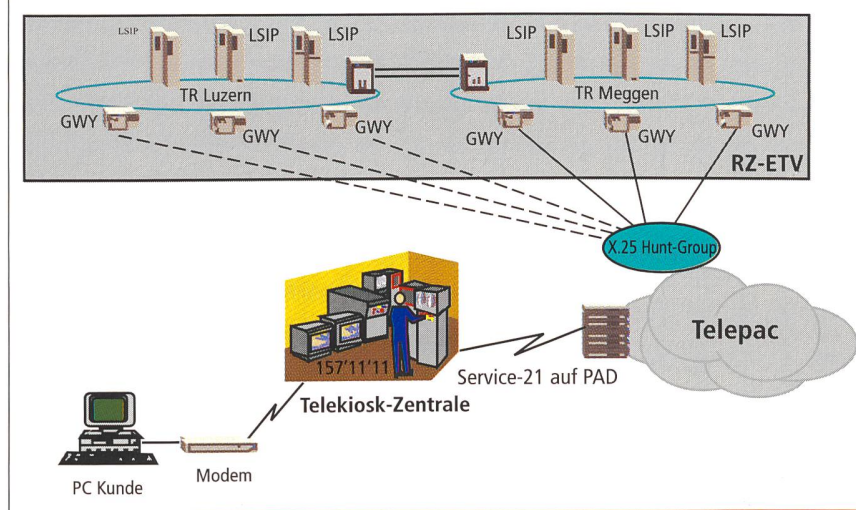 LSIP
LSIP
LSIP
LSIP
LSIP
LSIP
TR Luzern
TR Meggen
GWY
GWY
GWY
GWY
GWY
GWY
RZ-ETV
X.25 Hunt-Group
Telepac
157'11'11
Service-21 auf PAD
Telekiosk-Zentrale
Modem
PC Kunde